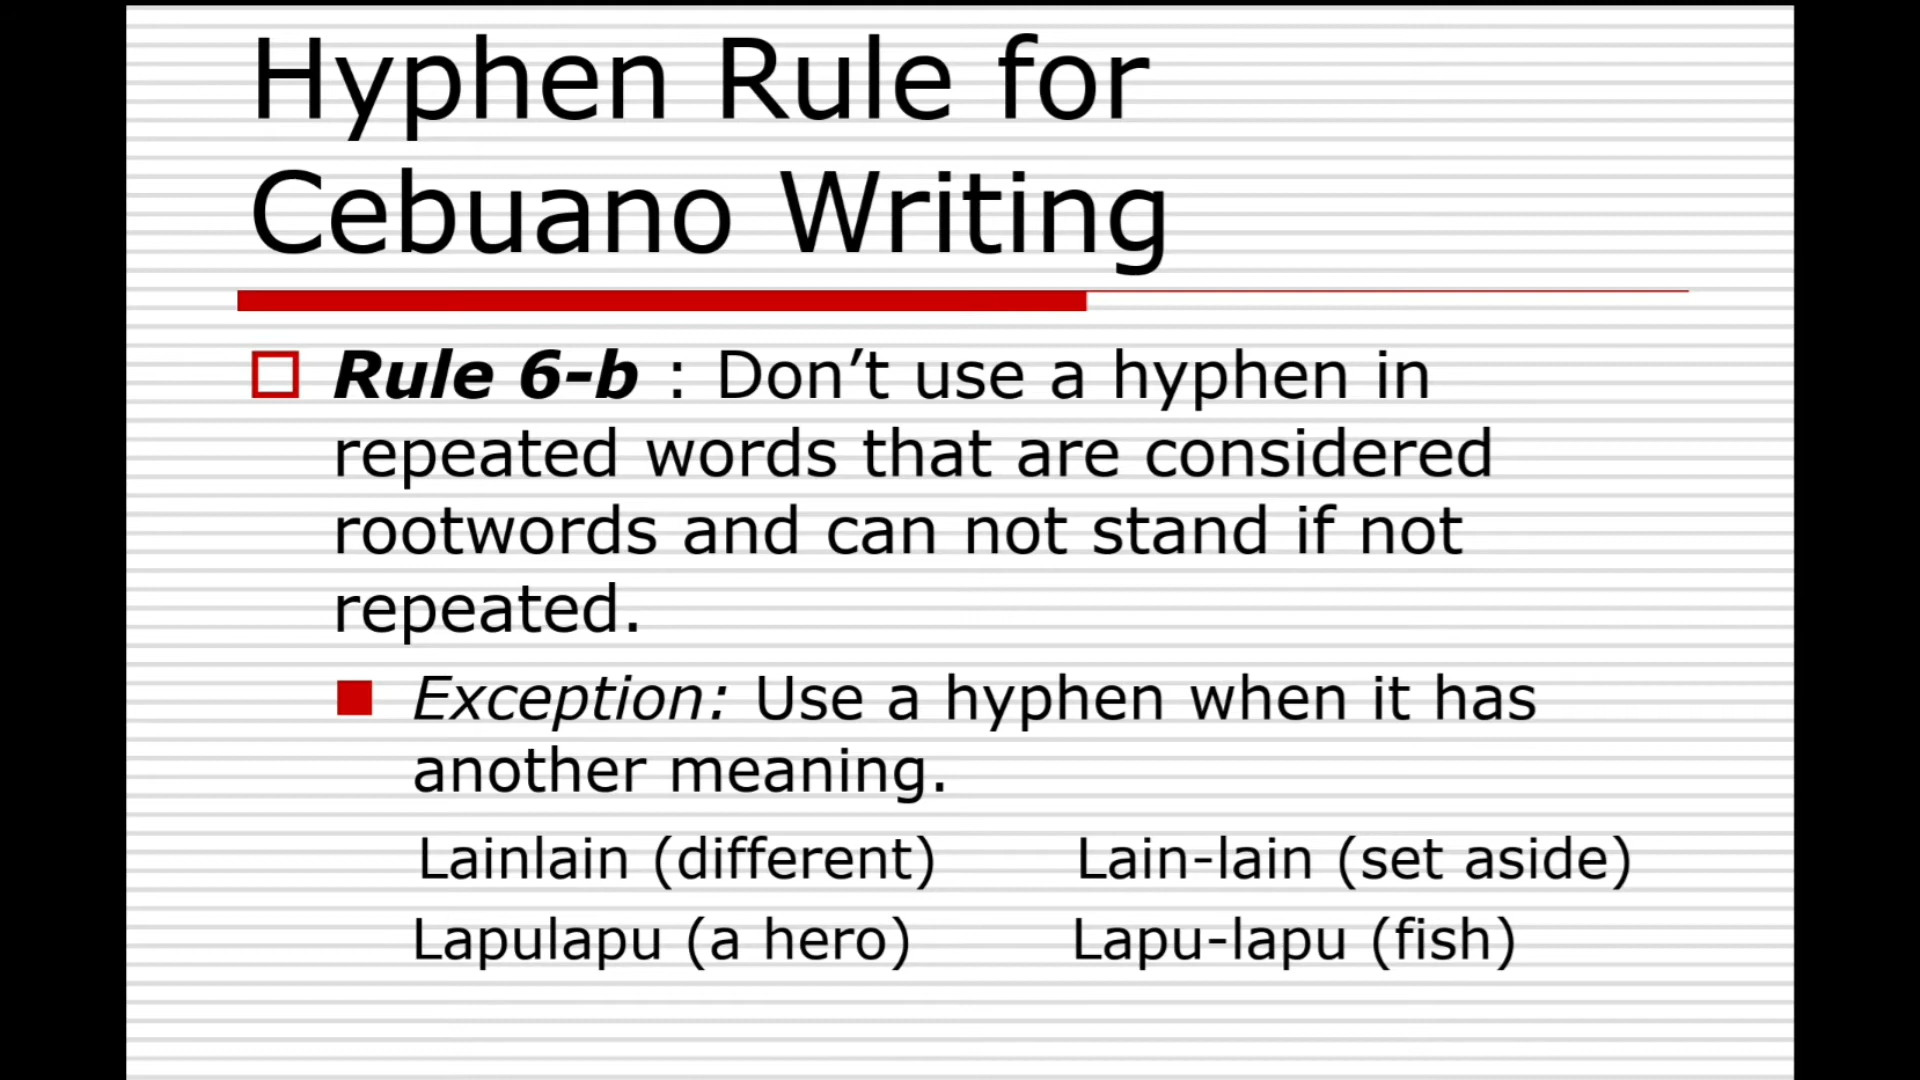 Hyphen Rule for
Cebuano Writing
Rule 6-b : Don’t use a hyphen in
repeated words that are considered
rootwords and can not stand if not
repeated.
Exception: Use a hyphen when it has
another meaning.
Lainlain (different) Lain-lain (set aside)
Lapulapu (a hero) Lapu-lapu (fish)